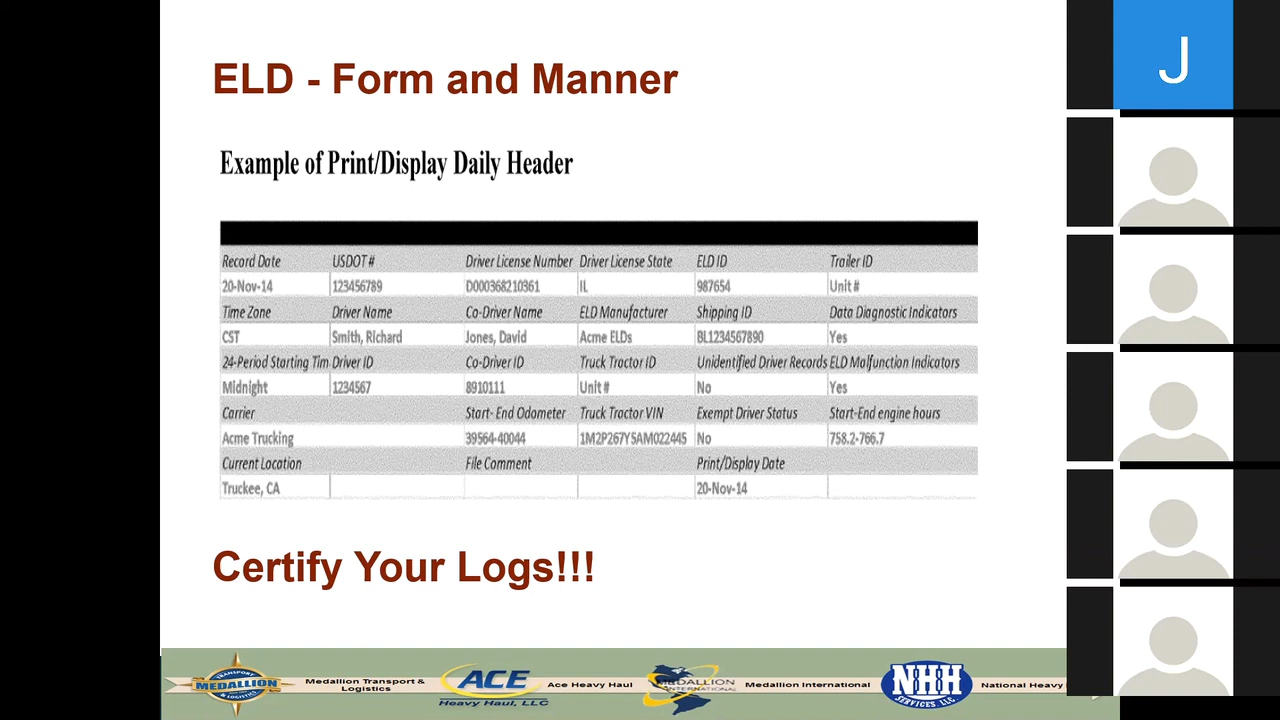 ELD - Form and Manner
J
Example of Print/Display Daily Header
Record Date USDOT # Driver License Number Driver License State ELD ID Trailer ID
20-Nov-14 123456789 D000368210361 IL 987654 Unit #
Time Zone Driver Name Co-Driver Name ELD Manufacturer Shipping ID Data Diagnostic Indicators
CST Smith, Richard Jones, David Acme ELDs BL1234567890 Yes
24-Period Starting Tim Driver ID Co-Driver ID Truck Tractor ID Unidentified Driver Records ELD Malfunction Indicators
Midnight 1234567 8910111 Unit # No Yes
Carrier Start- End Odometer Truck Tractor VIN Exempt Driver Status Start-End engine hours
Acme Trucking 39564-40044 1M2P267Y5AM022445 No 758.2-766.7
Current Location File Comment Print/Display Date
Truckee, CA 20-Nov-14
Certify Your Logs!!!
TRANSPORT
MEDALLION
& LOGISTICS
Medallion Transport &
Logistics
ACE
Heavy Haul, LLC
Ace Heavy Haul
MEDALLION
INTERNATIONAL
Medallion International
NHH
SERVICES, LLC
National Heavy